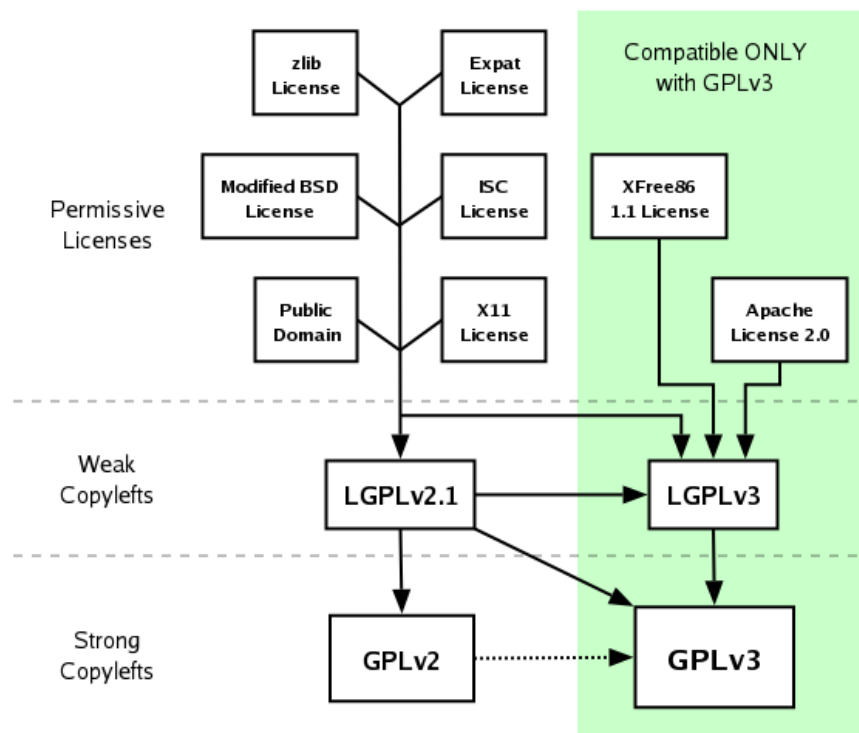 zlib
License
Expat
License
Compatible ONLY
with GPLv3
Permissive
Licenses
Modified BSD
License
ISC
License
XFree86
1.1 License
Public
Domain
X11
License
Apache
License 2.0
Weak
Copylefts
LGPLv2.1
LGPLv3
Strong
Copylefts
GPLv2
GPLv3